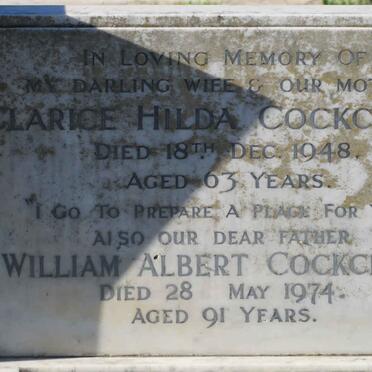 IN LOVING MEMORY OF
MY DARLING WIFE & OUR MOT
CLARICE HILDA COCKC
DIED 18TH DEC. 1948.
AGED 63 YEARS.
"I GO TO PREPARE A PLACE FOR
ALSO OUR DEAR FATHER
WILLIAM ALBERT COCKC
DIED 28 MAY 1974.
AGED 91 YEARS.